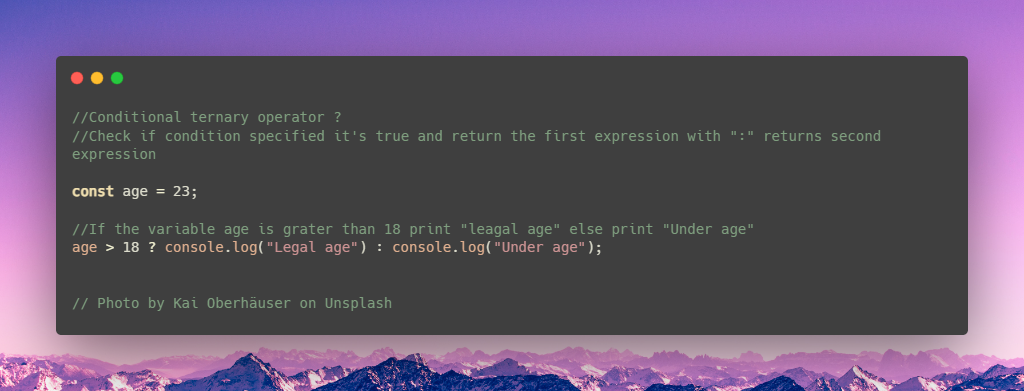 //Conditional ternary operator ?
//Check if condition specified it's true and return the first expression with ":" returns second
expression
const age = 23;
//If the variable age is grater than 18 print "leagal age" else print "Under age"
age > 18 ? console.log("Legal age") : console.log("Under age");
// Photo by Kai Oberhäuser on Unsplash